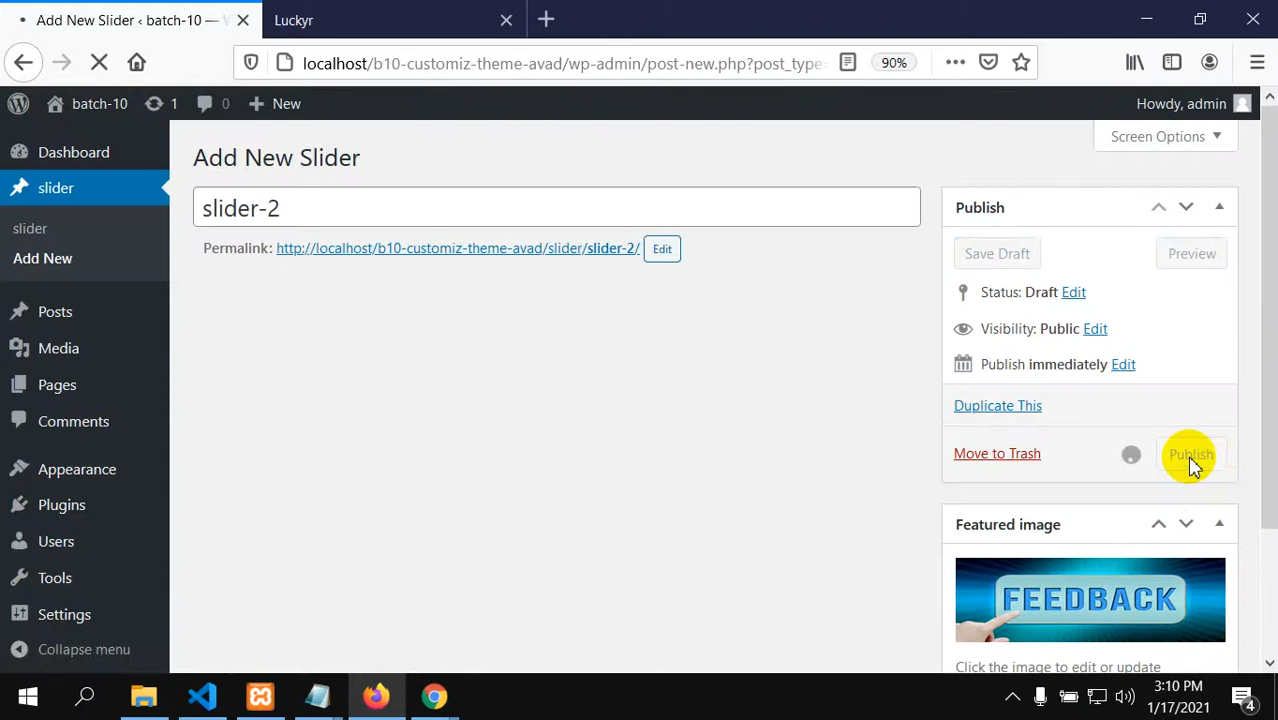 Add New Slider ‹ batch-10 —
Luckyr
localhost/b10-customiz-theme-avad/wp-admin/post-new.php?post_type=
90%
batch-10
1
0
New
Howdy, admin
Screen Options
Dashboard
slider
slider
Add New
Posts
Media
Pages
Comments
Appearance
Plugins
Users
Tools
Settings
Collapse menu
Add New Slider
slider-2
Permalink: http://localhost/b10-customiz-theme-avad/slider/slider-2/ Edit
Publish
Save Draft
Preview
Status: Draft Edit
Visibility: Public Edit
Publish immediately Edit
Duplicate This
Move to Trash
Publish
Featured image
FEEDBACK
Click the image to edit or update
3:10 PM
1/17/2021
4